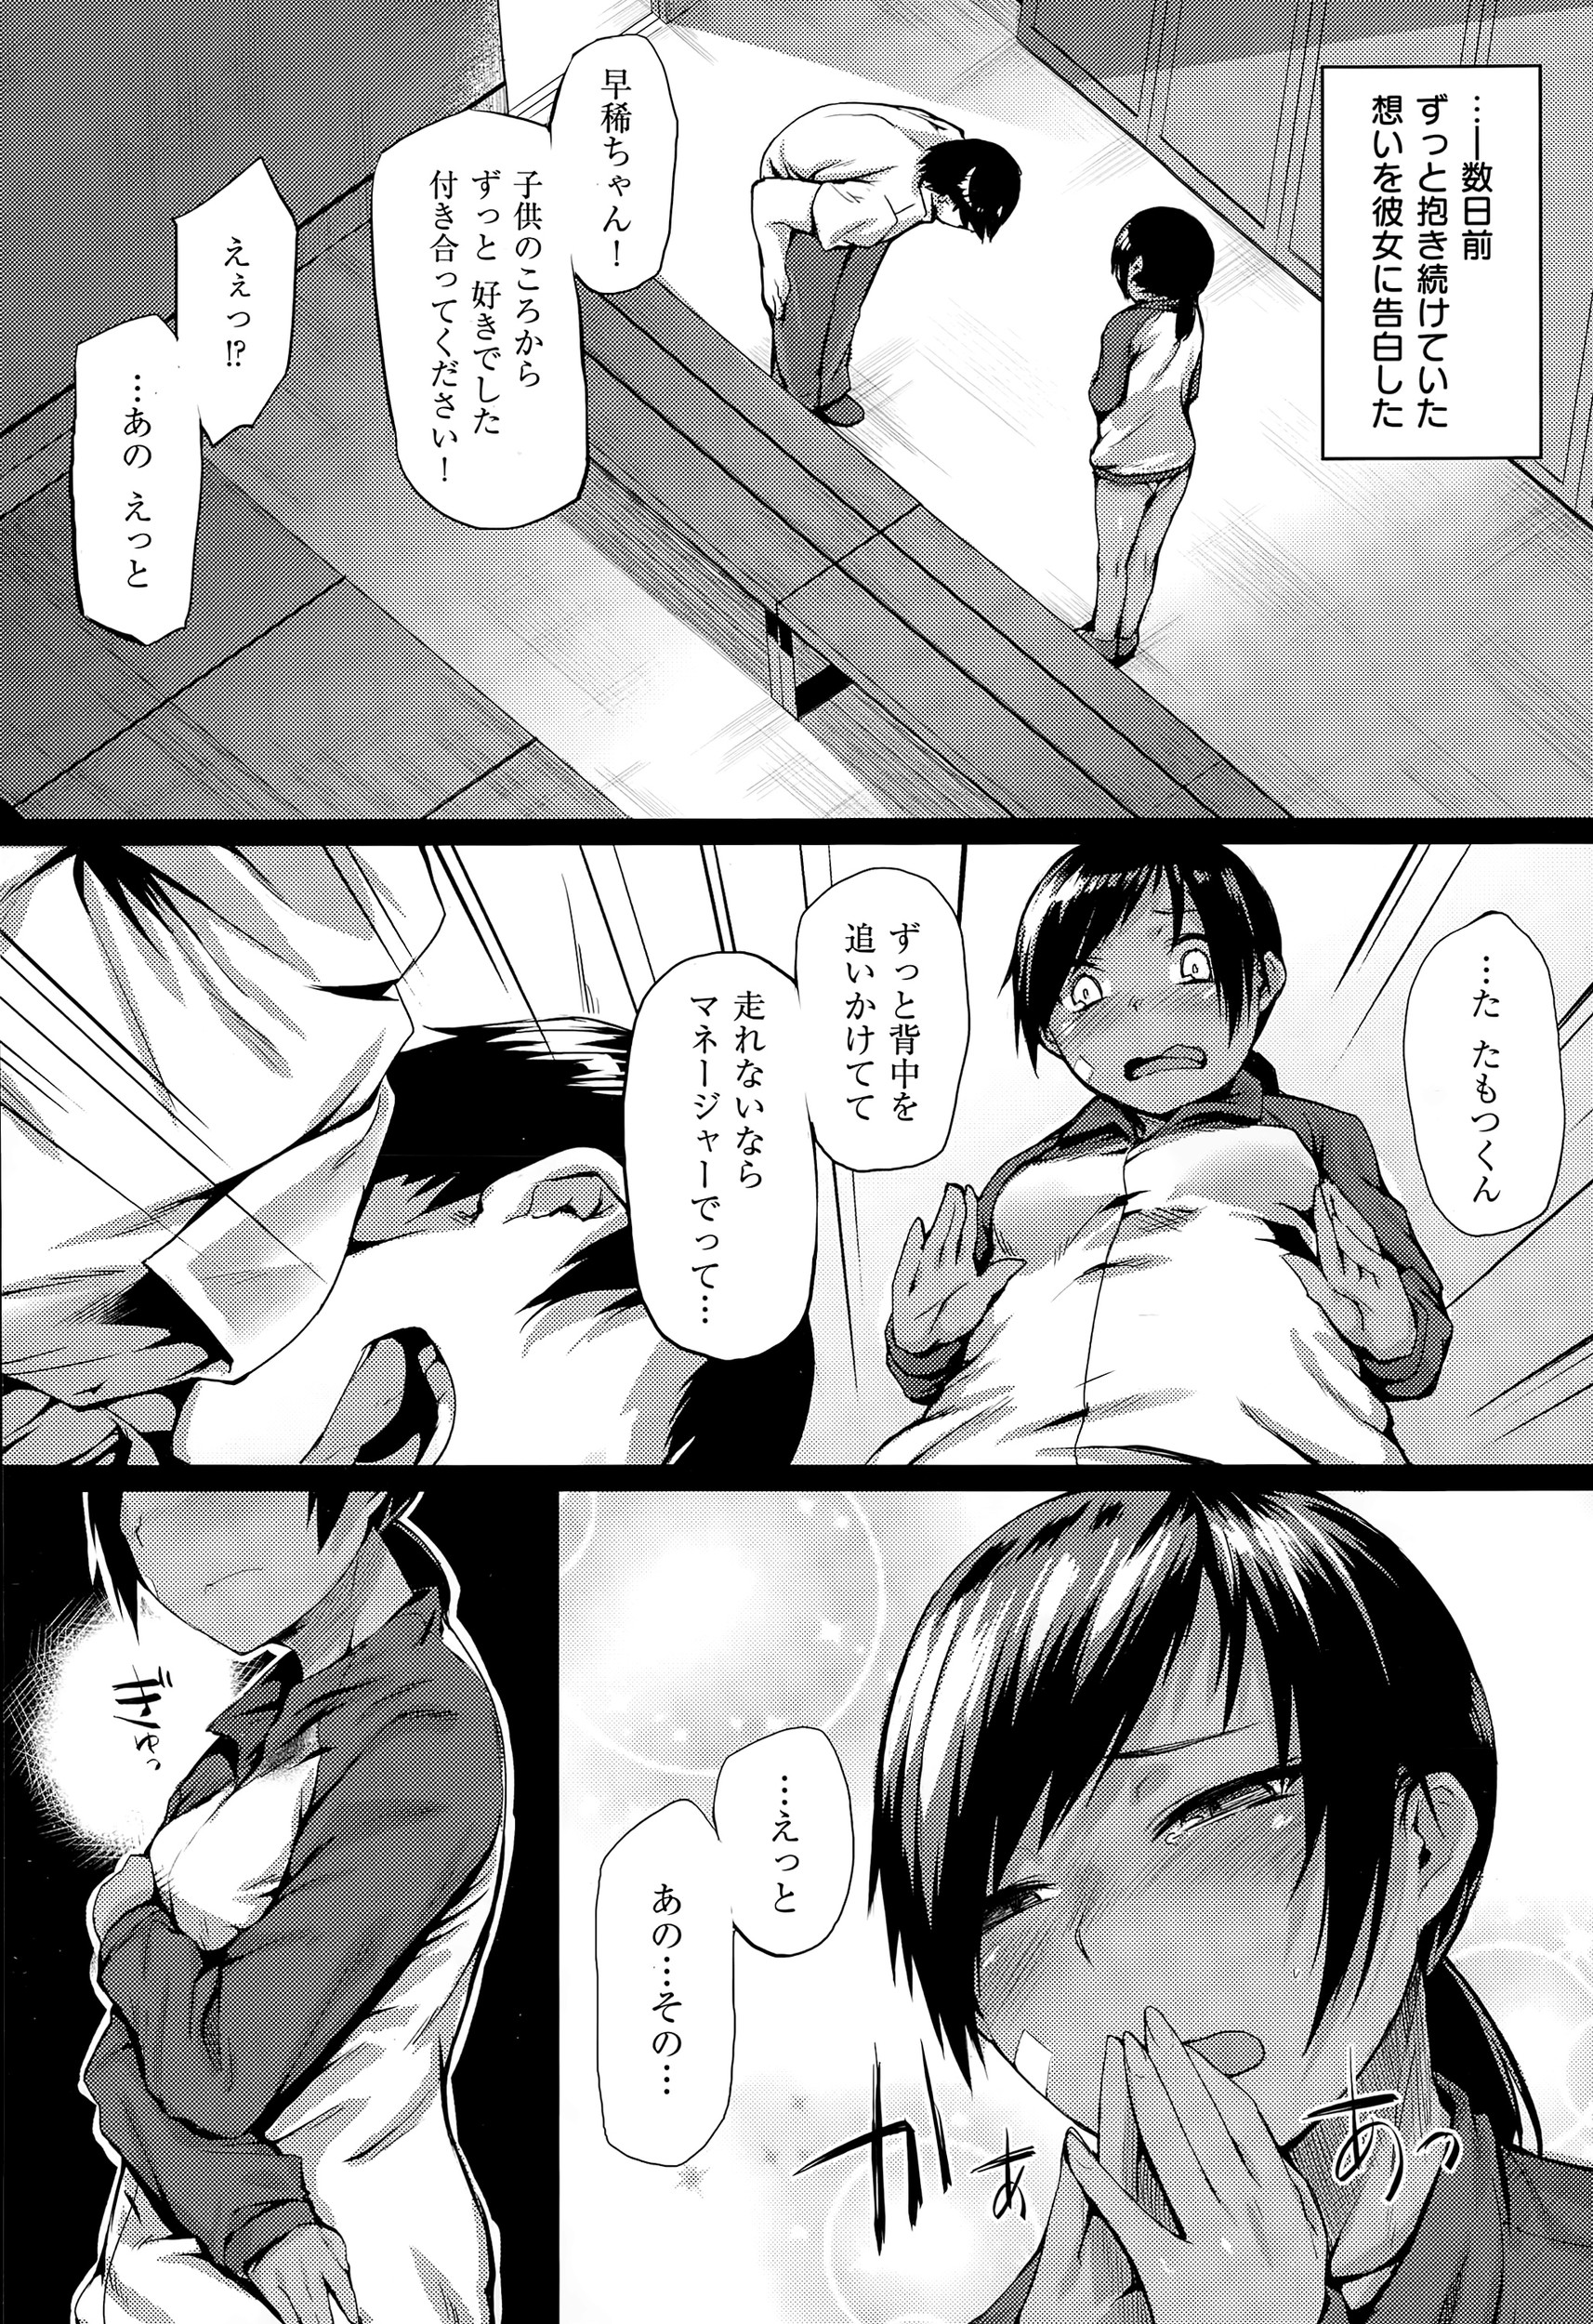 …―数日前
ずっと抱き続けていた
想いを彼女に告白した
早稀ちゃん！
子供のころから
ずっと 好きでした
付き合ってください！
えぇっ!?
…あの えっと
…た たもつくん
ずっと背中を
追いかけてて
走れないなら
マネージャーでって…
…えっと
あの…その…
あっ
カぁぁ
ぎゅっ